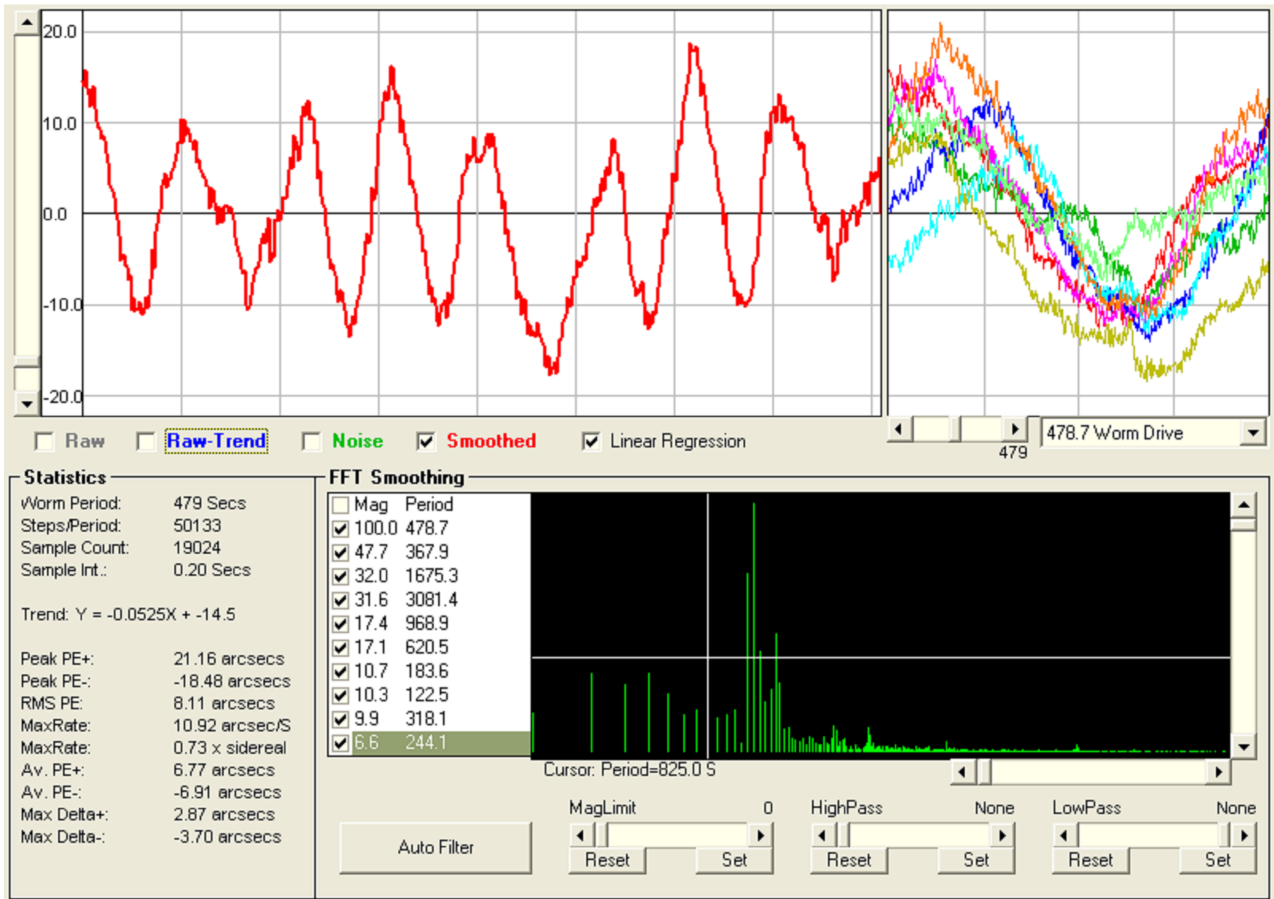 20.0
10.0
0.0
-10.0
-20.0
Raw Raw-Trend Noise Smoothed Linear Regression
479
478.7 Worm Drive
Statistics
Worm Period: 479 Secs
Steps/Period: 50133
Sample Count: 19024
Sample Int.: 0.20 Secs
Trend: Y = -0.0525X + -14.5
Peak PE+: 21.16 arcsecs
Peak PE-: -18.48 arcsecs
RMS PE: 8.11 arcsecs
MaxRate: 10.92 arcsec/S
MaxRate: 0.73 x sidereal
Av. PE+: 6.77 arcsecs
Av. PE-: -6.91 arcsecs
Max Delta+: 2.87 arcsecs
Max Delta-: -3.70 arcsecs
FFT Smoothing
Mag Period
100.0 478.7
47.7 367.9
32.0 1675.3
31.6 3081.4
17.4 968.9
17.1 620.5
10.7 183.6
10.3 122.5
9.9 318.1
6.6 244.1
Cursor: Period=825.0 S
Auto Filter
MagLimit 0
Reset Set
HighPass None
Reset Set
LowPass None
Reset Set